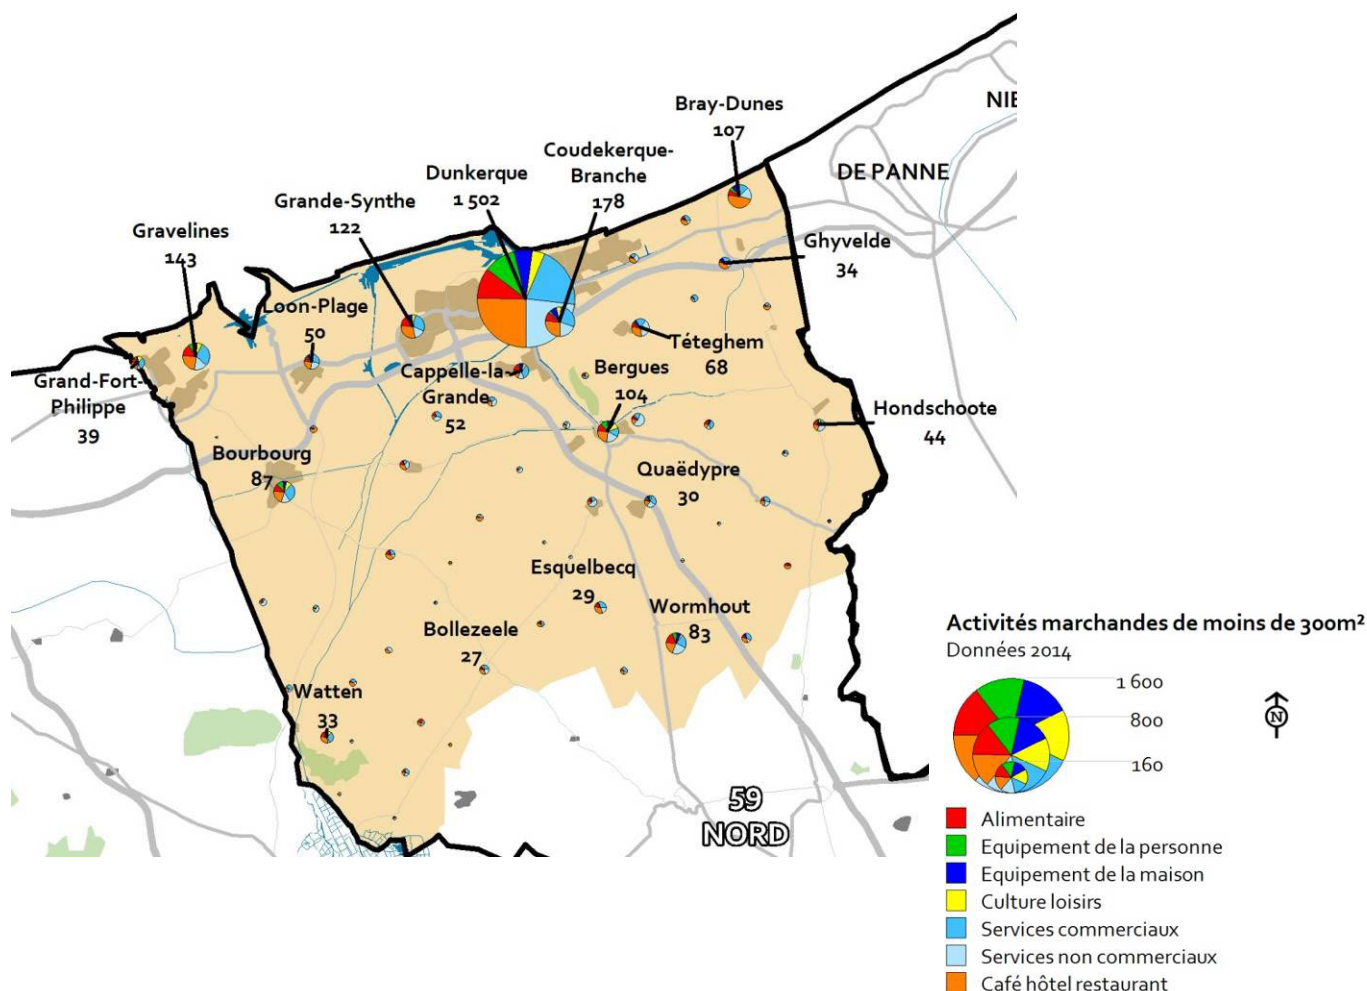 NIE
Bray-Dunes
107
DE PANNE
Coudekerque-
Branche
178
Dunkerque
1 502
Grande-Synthe
122
Gravelines
143
Ghyvelde
34
Loon-Plage
50
Téteghem
68
Grand-Fort-
Philippe
39
Cappelle-la-
Grande
52
Bergues
104
Hondschoote
44
Bourbourg
87
Quaëdypre
30
Esquelbecq
29
Wormhout
83
Bollezeele
27
Watten
33
59
NORD
Activités marchandes de moins de 300m²
Données 2014
1 600
800
160
N
Alimentaire
Equipement de la personne
Equipement de la maison
Culture loisirs
Services commerciaux
Services non commerciaux
Café hôtel restaurant